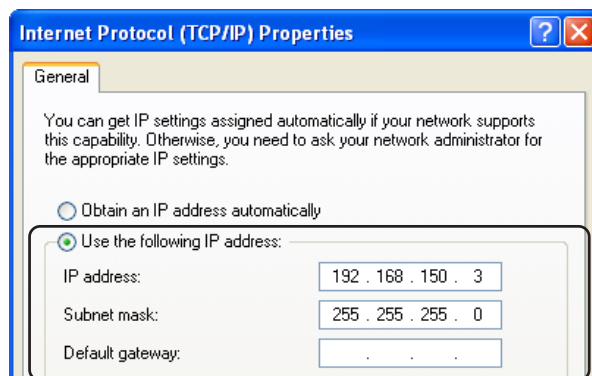 Internet Protocol (TCP/IP) Properties
General
You can get IP settings assigned automatically if your network supports
this capability. Otherwise, you need to ask your network administrator for
the appropriate IP settings.
Obtain an IP address automatically
Use the following IP address:
IP address: 192 . 168 . 150 . 3
Subnet mask: 255 . 255 . 255 . 0
Default gateway: . . .